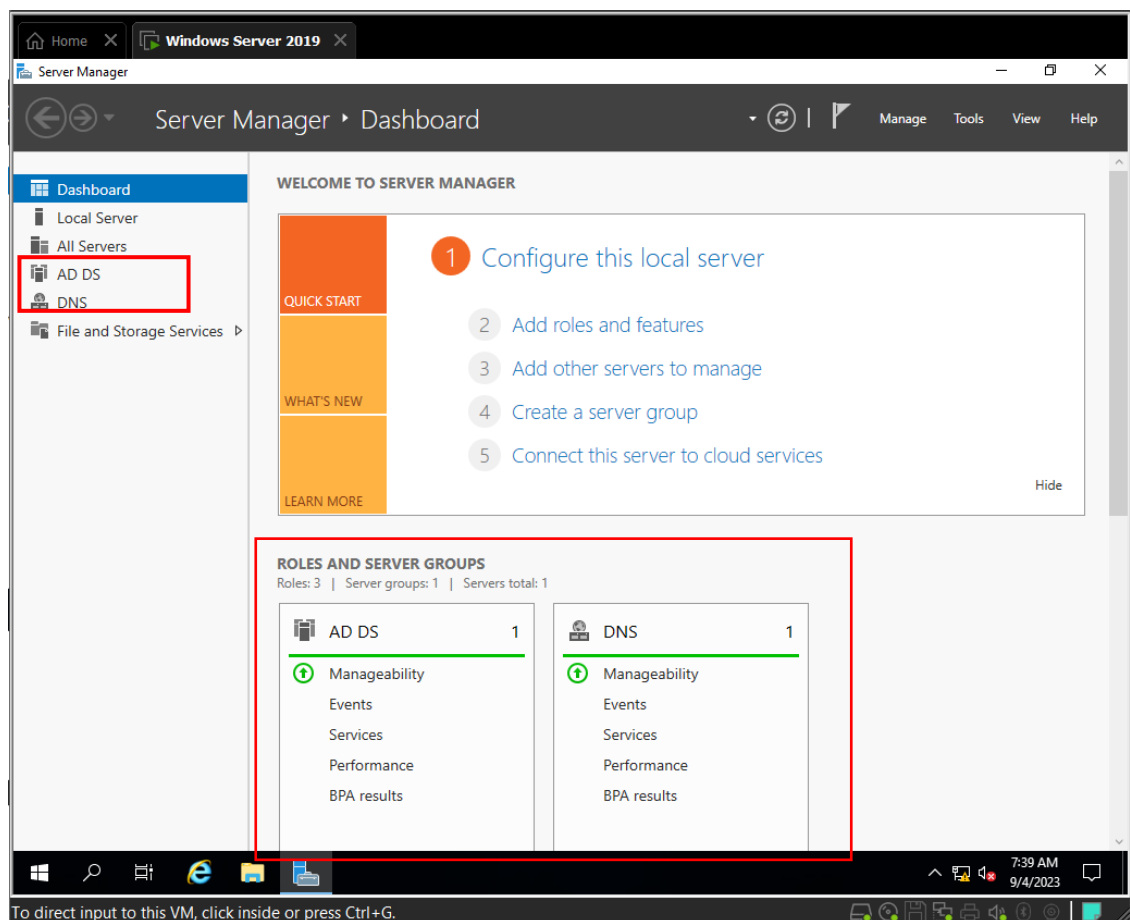 Home
Windows Server 2019
Server Manager
Server Manager • Dashboard
Manage Tools View Help
Dashboard
Local Server
All Servers
AD DS
DNS
File and Storage Services
WELCOME TO SERVER MANAGER
QUICK START
WHAT'S NEW
LEARN MORE
1 Configure this local server
2 Add roles and features
3 Add other servers to manage
4 Create a server group
5 Connect this server to cloud services
Hide
ROLES AND SERVER GROUPS
Roles: 3 | Server groups: 1 | Servers total: 1
AD DS 1
Manageability
Events
Services
Performance
BPA results
DNS 1
Manageability
Events
Services
Performance
BPA results
7:39 AM
9/4/2023
To direct input to this VM, click inside or press Ctrl+G.